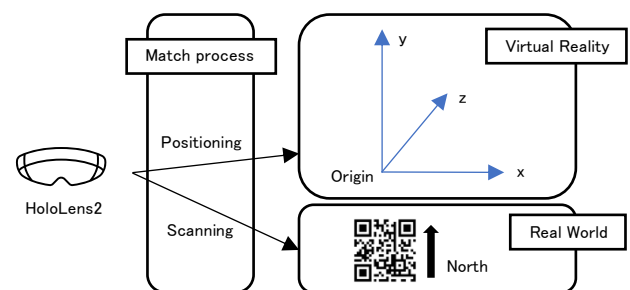 Match process
Virtual Reality
y
z
Positioning
Origin
x
HoloLens2
Scanning
Real World
North